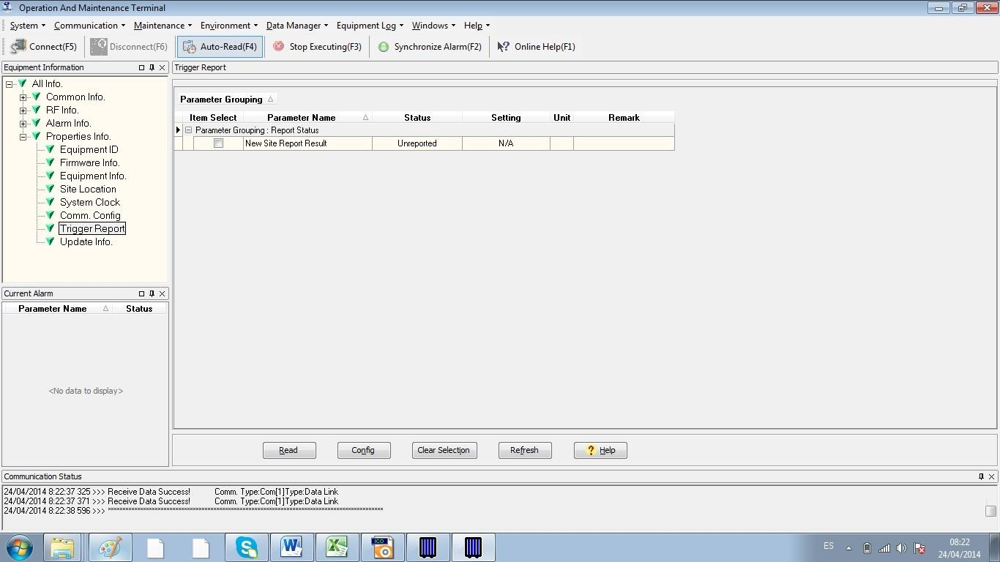 Operation And Maintenance Terminal
System Communication Maintenance Environment Data Manager Equipment Log Windows Help
Connect(F5) Disconnect(F6) Auto-Read(F4) Stop Executing(F3) Synchronize Alarm(F2) Online Help(F1)
Equipment Information
All Info.
Common Info.
RF Info.
Alarm Info.
Properties Info.
Equipment ID
Firmware Info.
Equipment Info.
Site Location
System Clock
Comm. Config
Trigger Report
Update Info.
Current Alarm
Parameter Name Status
<No data to display>
Trigger Report
Parameter Grouping
Item Select Parameter Name Status Setting Unit Remark
Parameter Grouping : Report Status
New Site Report Result Unreported N/A
Read Config Clear Selection Refresh ? Help
Communication Status
24/04/2014 8:22:37 325 >>> Receive Data Success! Comm. Type:Com[1]Type:Data Link
24/04/2014 8:22:37 371 >>> Receive Data Success! Comm. Type:Com[1]Type:Data Link
24/04/2014 8:22:38 596 >>>
W X ICO ES 08:22
24/04/2014